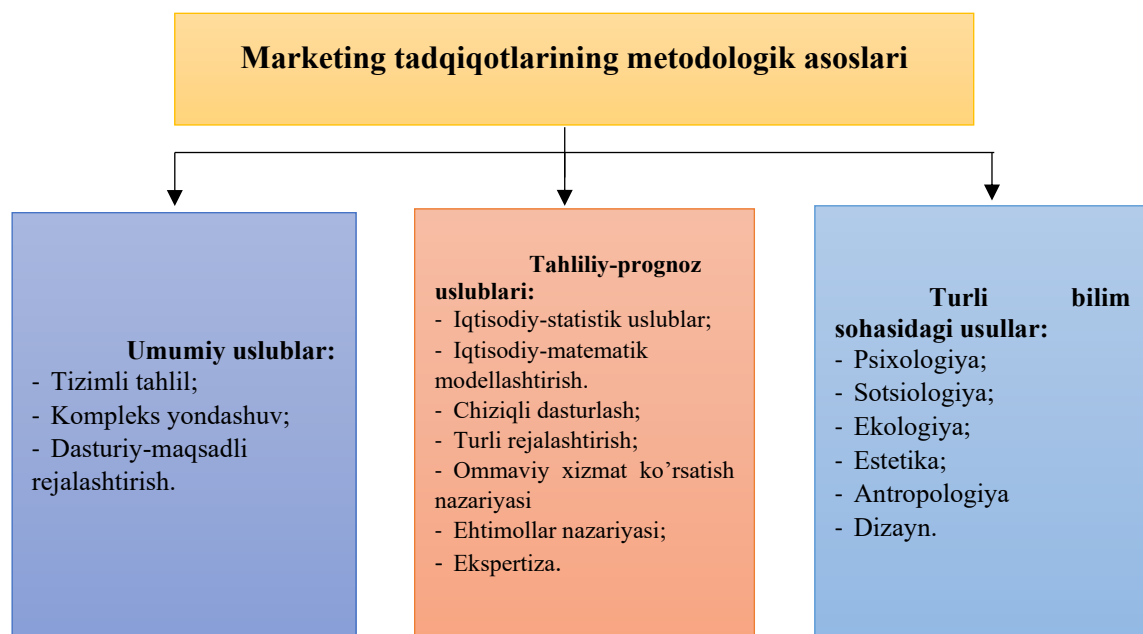 Marketing tadqiqotlarining metodologik asoslari
Umumiy uslublar:
- Tizimli tahlil;
- Kompleks yondashuv;
- Dasturiy-maqsadli
rejalashtirish.
Tahliliy-prognoz
uslublari:
- Iqtisodiy-statistik uslublar;
- Iqtisodiy-matematik
modellashtirish.
- Chiziqli dasturlash;
- Turli rejalashtirish;
- Ommaviy xizmat ko’rsatish
nazariyasi
- Ehtimollar nazariyasi;
- Ekspertiza.
Turli bilim
sohasidagi usullar:
- Psixologiya;
- Sotsiologiya;
- Ekologiya;
- Estetika;
- Antropologiya
- Dizayn.